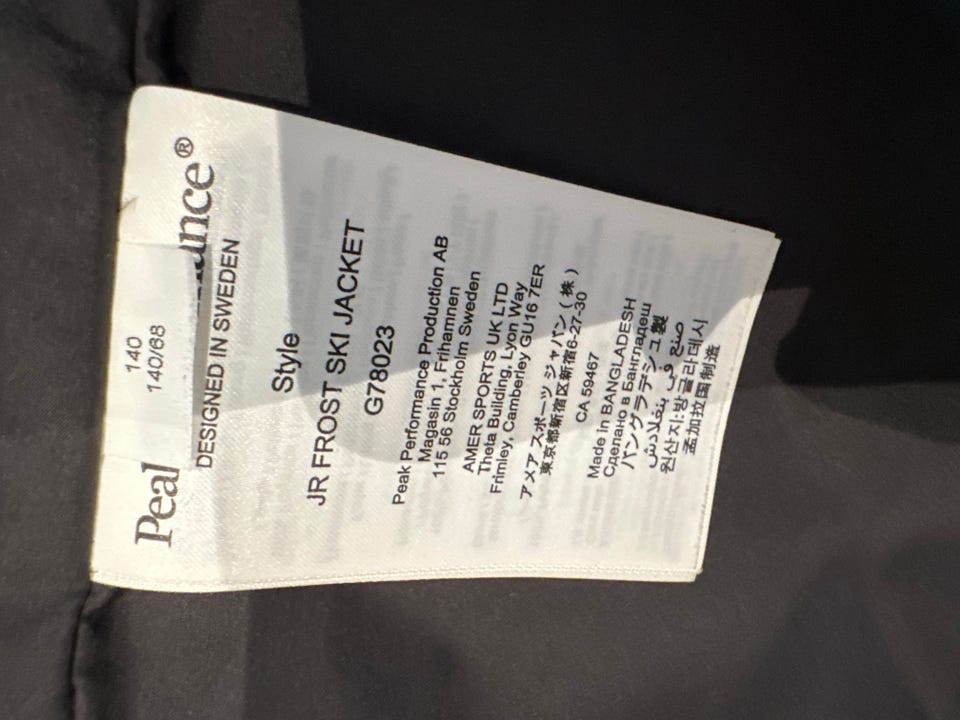 140
140/68
Peal ance®
DESIGNED IN SWEDEN
Style
JR FROST SKI JACKET
G78023
Peak Performance Production AB
Magasin 1, Frihamnen
115 56 Stockholm Sweden
AMER SPORTS UK LTD
Theta Building, Lyon Way
Frimley, Camberley GU16 7ER
アメアスポーツ ジャパン(株)
東京都新宿区新宿6-27-30
CA 59467
Made in BANGLADESH
Сделано в Бангладеш
バングラデシュ製
صنع في بنغلادش
원산지:방글라데시
孟加拉国制造